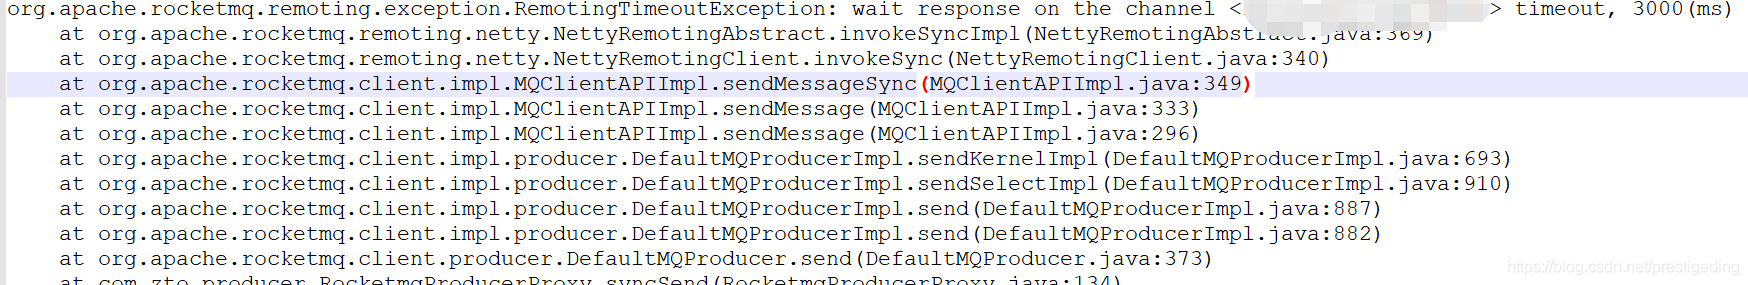 org.apache.rocketmq.remoting.exception.RemotingTimeoutException: wait response on the channel < > timeout, 3000(ms)
at org.apache.rocketmq.remoting.netty.NettyRemotingAbstract.invokeSyncImpl(NettyRemotingAbstract.java:369)
at org.apache.rocketmq.remoting.netty.NettyRemotingClient.invokeSync(NettyRemotingClient.java:340)
at org.apache.rocketmq.client.impl.MQClientAPIImpl.sendMessageSync(MQClientAPIImpl.java:349)
at org.apache.rocketmq.client.impl.MQClientAPIImpl.sendMessage(MQClientAPIImpl.java:333)
at org.apache.rocketmq.client.impl.MQClientAPIImpl.sendMessage(MQClientAPIImpl.java:296)
at org.apache.rocketmq.client.impl.producer.DefaultMQProducerImpl.sendKernelImpl(DefaultMQProducerImpl.java:693)
at org.apache.rocketmq.client.impl.producer.DefaultMQProducerImpl.sendSelectImpl(DefaultMQProducerImpl.java:910)
at org.apache.rocketmq.client.impl.producer.DefaultMQProducerImpl.send(DefaultMQProducerImpl.java:887)
at org.apache.rocketmq.client.impl.producer.DefaultMQProducerImpl.send(DefaultMQProducerImpl.java:882)
at org.apache.rocketmq.client.producer.DefaultMQProducer.send(DefaultMQProducer.java:373)
at com.zto.producer.RocketmqProducerProxy.syncSend(RocketmqProducerProxy.java:134)
https://blog.csdn.net/prestigeding